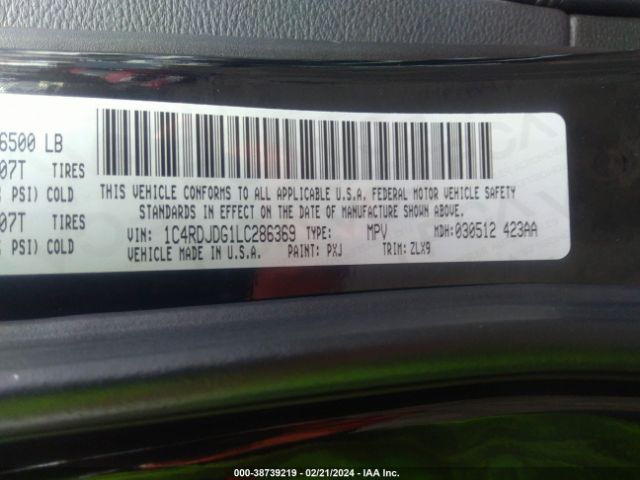 6500 LB
07T TIRES
PSI) COLD
07T TIRES
PSI) COLD
THIS VEHICLE CONFORMS TO ALL APPLICABLE U.S.A. FEDERAL MOTOR VEHICLE SAFETY
STANDARDS IN EFFECT ON THE DATE OF MANUFACTURE SHOWN ABOVE.
VIN: 1C4RDJDG1LC286369 TYPE: MPV MDH: 030512 423AA
VEHICLE MADE IN U.S.A. PAINT: PXJ TRIM: ZLX9
000-38739219 - 02/21/2024 - IAA Inc.